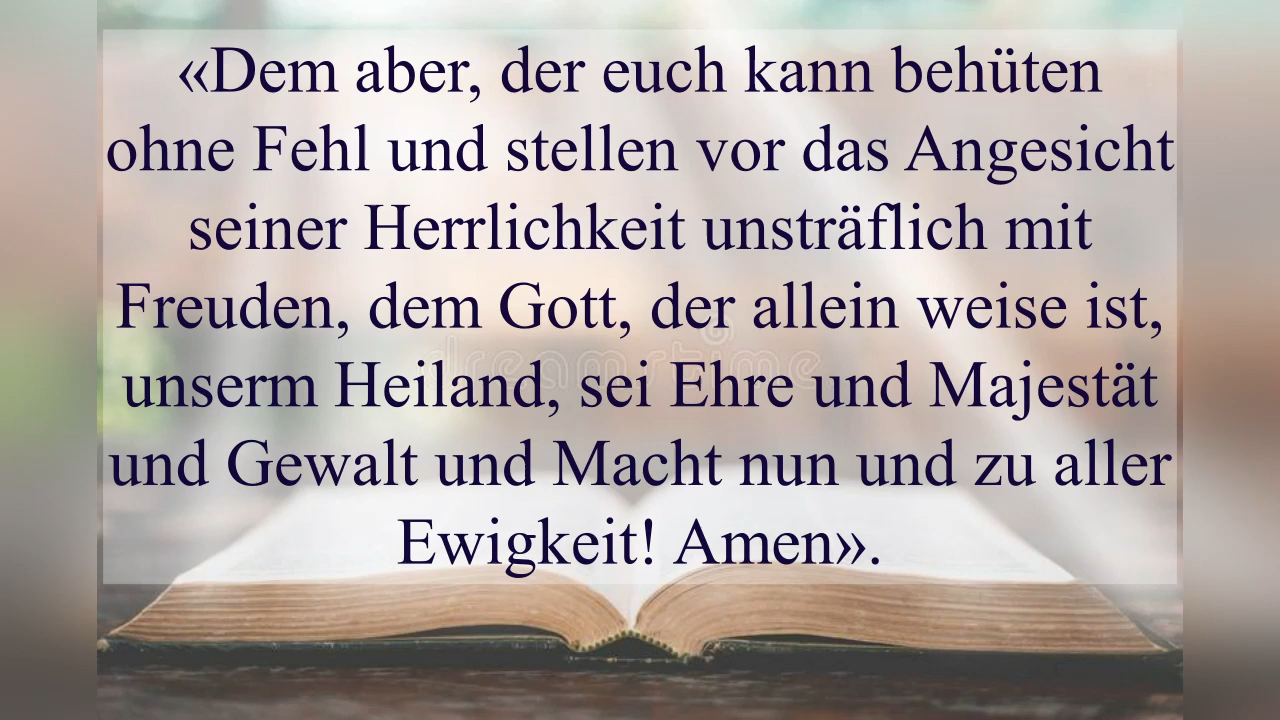 «Dem aber, der euch kann behüten
ohne Fehl und stellen vor das Angesicht
seiner Herrlichkeit unsträflich mit
Freuden, dem Gott, der allein weise ist,
unserm Heiland, sei Ehre und Majestät
und Gewalt und Macht nun und zu aller
Ewigkeit! Amen».
dreamstime